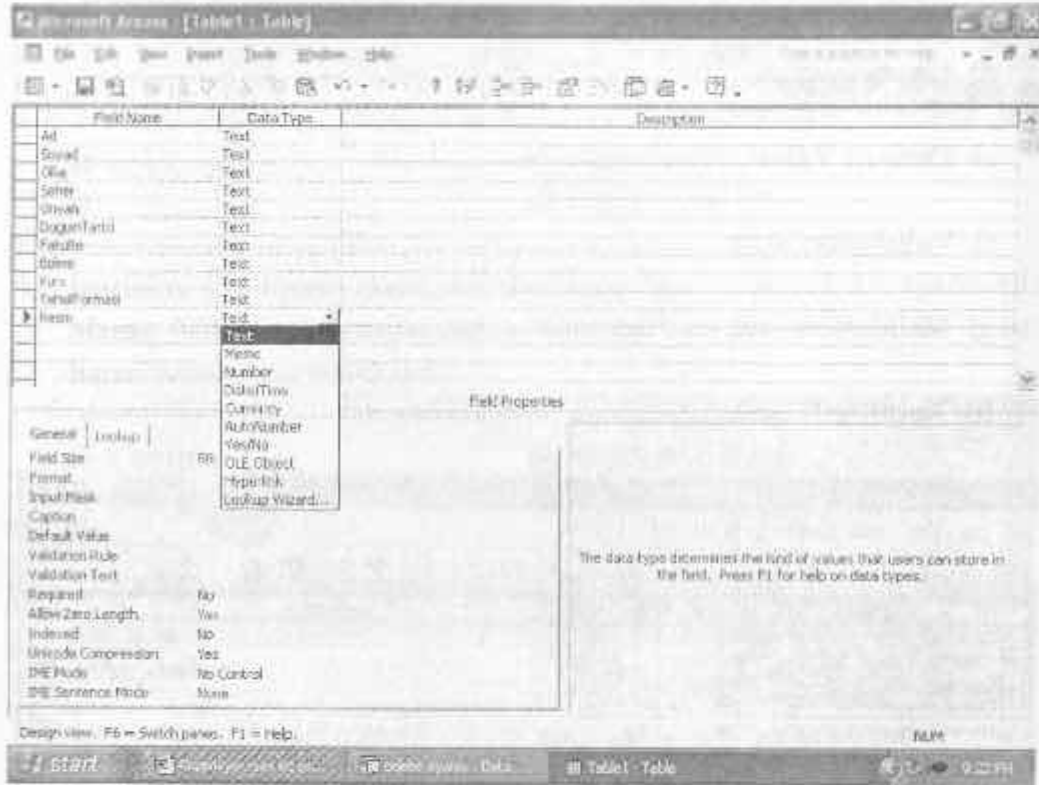 Microsoft Access - [Table1 : Table]
File Edit View Insert Tools Window Help
Field Name Data Type Description
Ad Text
Soyad Text
Olke Text
Seher Text
Unvan Text
Text
Fakulte Text
Bolme Text
Kurs Text
TehsilFormasi Text
Resm Text
Text
Memo
Number
Date/Time
Currency
AutoNumber
Yes/No
OLE Object
Hyperlink
Lookup Wizard...
Field Properties
General Lookup
Field Size
Format
Input Mask
Caption
Default Value
Validation Rule
Validation Text
Required No
Allow Zero Length Yes
Indexed No
Unicode Compression Yes
IME Mode No Control
IME Sentence Mode None
The data type determines the kind of values that users can store in
the field. Press F1 for help on data types.
Design view. F6 = Switch panes. F1 = Help.
NUM
start
Table1 : Table